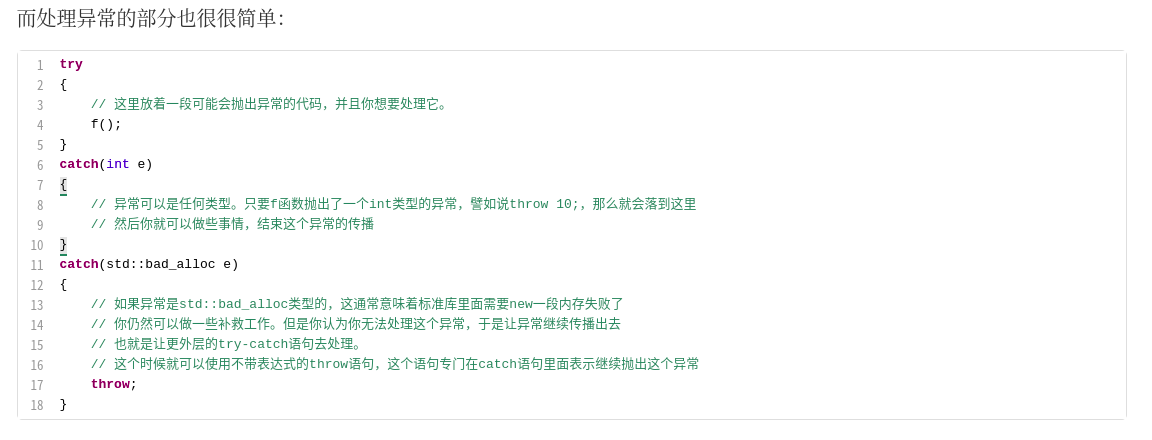 而处理异常的部分也很很简单：
1 try
2 {
3     // 这里放着一段可能会抛出异常的代码，并且你想要处理它。
4     f();
5 }
6 catch(int e)
7 {
8     // 异常可以是任何类型。只要f函数抛出了一个int类型的异常，譬如说throw 10;，那么就会落到这里
9     // 然后你就可以做些事情，结束这个异常的传播
10 }
11 catch(std::bad_alloc e)
12 {
13     // 如果异常是std::bad_alloc类型的，这通常意味着标准库里面需要new一段内存失败了
14     // 你仍然可以做一些补救工作。但是你认为你无法处理这个异常，于是让异常继续传播出去
15     // 也就是让更外层的try-catch语句去处理。
16     // 这个时候就可以使用不带表达式的throw语句，这个语句专门在catch语句里面表示继续抛出这个异常
17     throw;
18 }